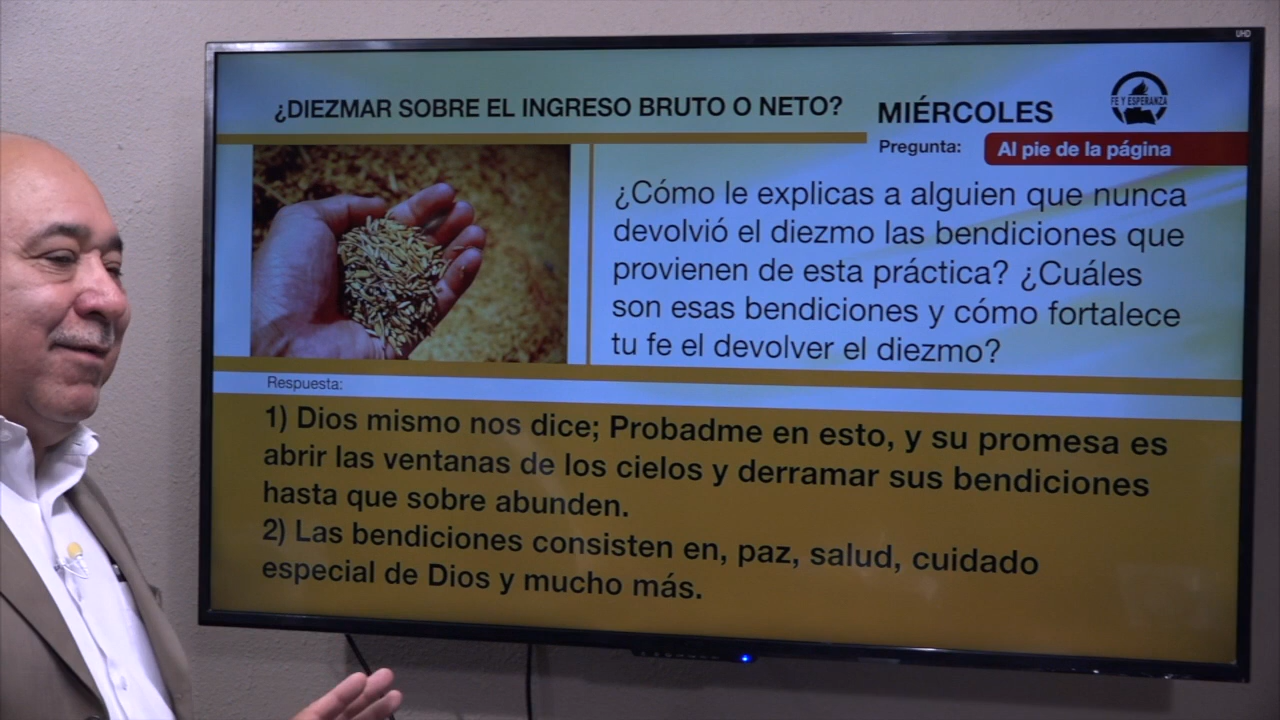 UHD
¿DIEZMAR SOBRE EL INGRESO BRUTO O NETO?
MIÉRCOLES
FE Y ESPERANZA
Pregunta:
Al pie de la página
¿Cómo le explicas a alguien que nunca
devolvió el diezmo las bendiciones que
provienen de esta práctica? ¿Cuáles
son esas bendiciones y cómo fortalece
tu fe el devolver el diezmo?
Respuesta:
1) Dios mismo nos dice; Probadme en esto, y su promesa es
abrir las ventanas de los cielos y derramar sus bendiciones
hasta que sobre abunden.
2) Las bendiciones consisten en, paz, salud, cuidado
especial de Dios y mucho más.